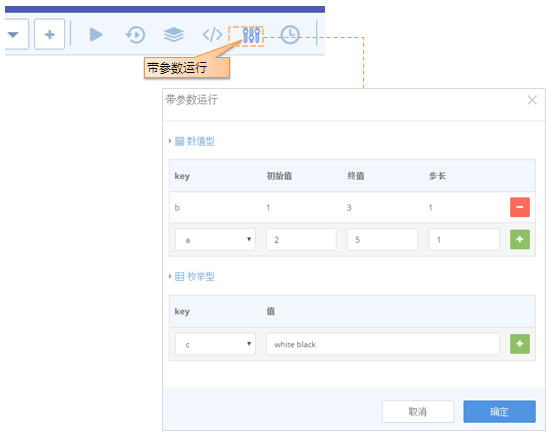 带参数运行
带参数运行
数值型
key 初始值 终值 步长
b 1 3 1
a 2 5 1
枚举型
key 值
c white black
取消 确定